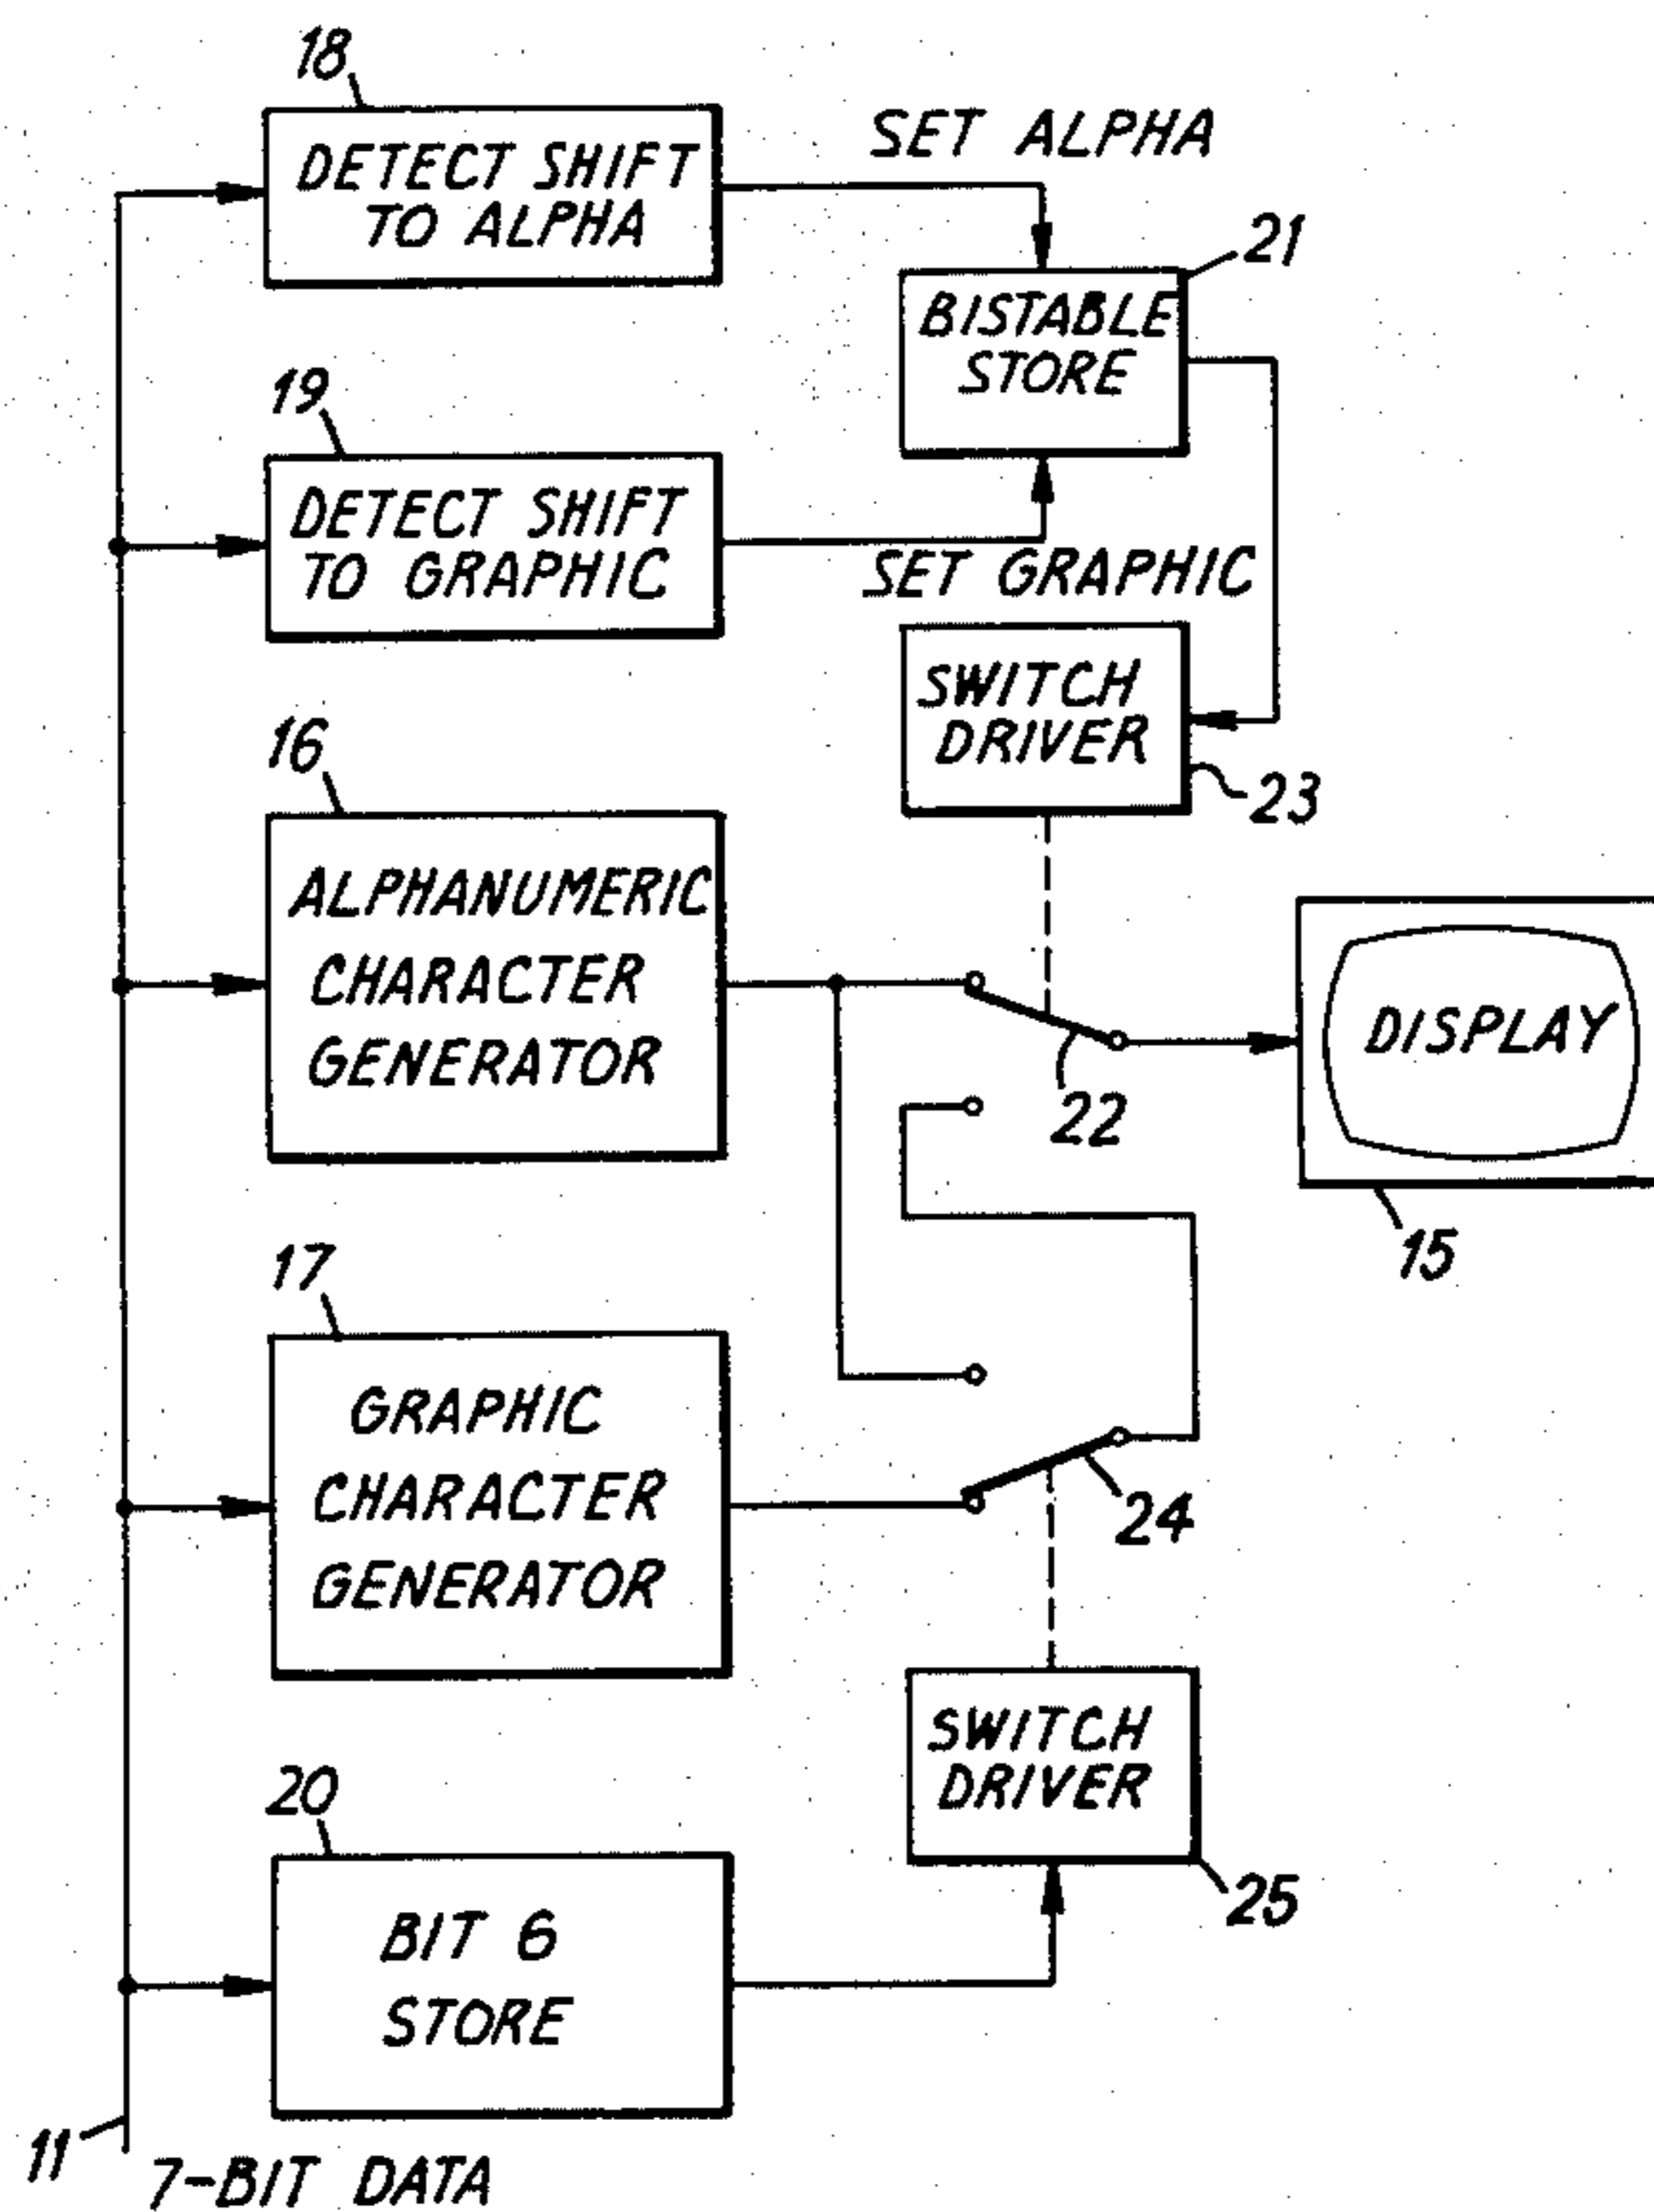 18
DETECT SHIFT
TO ALPHA
SET ALPHA
21
BISTABLE
STORE
19
DETECT SHIFT
TO GRAPHIC
SET GRAPHIC
SWITCH
DRIVER
23
16
ALPHANUMERIC
CHARACTER
GENERATOR
22
DISPLAY
15
17
GRAPHIC
CHARACTER
GENERATOR
24
SWITCH
DRIVER
25
20
BIT 6
STORE
11
7-BIT DATA